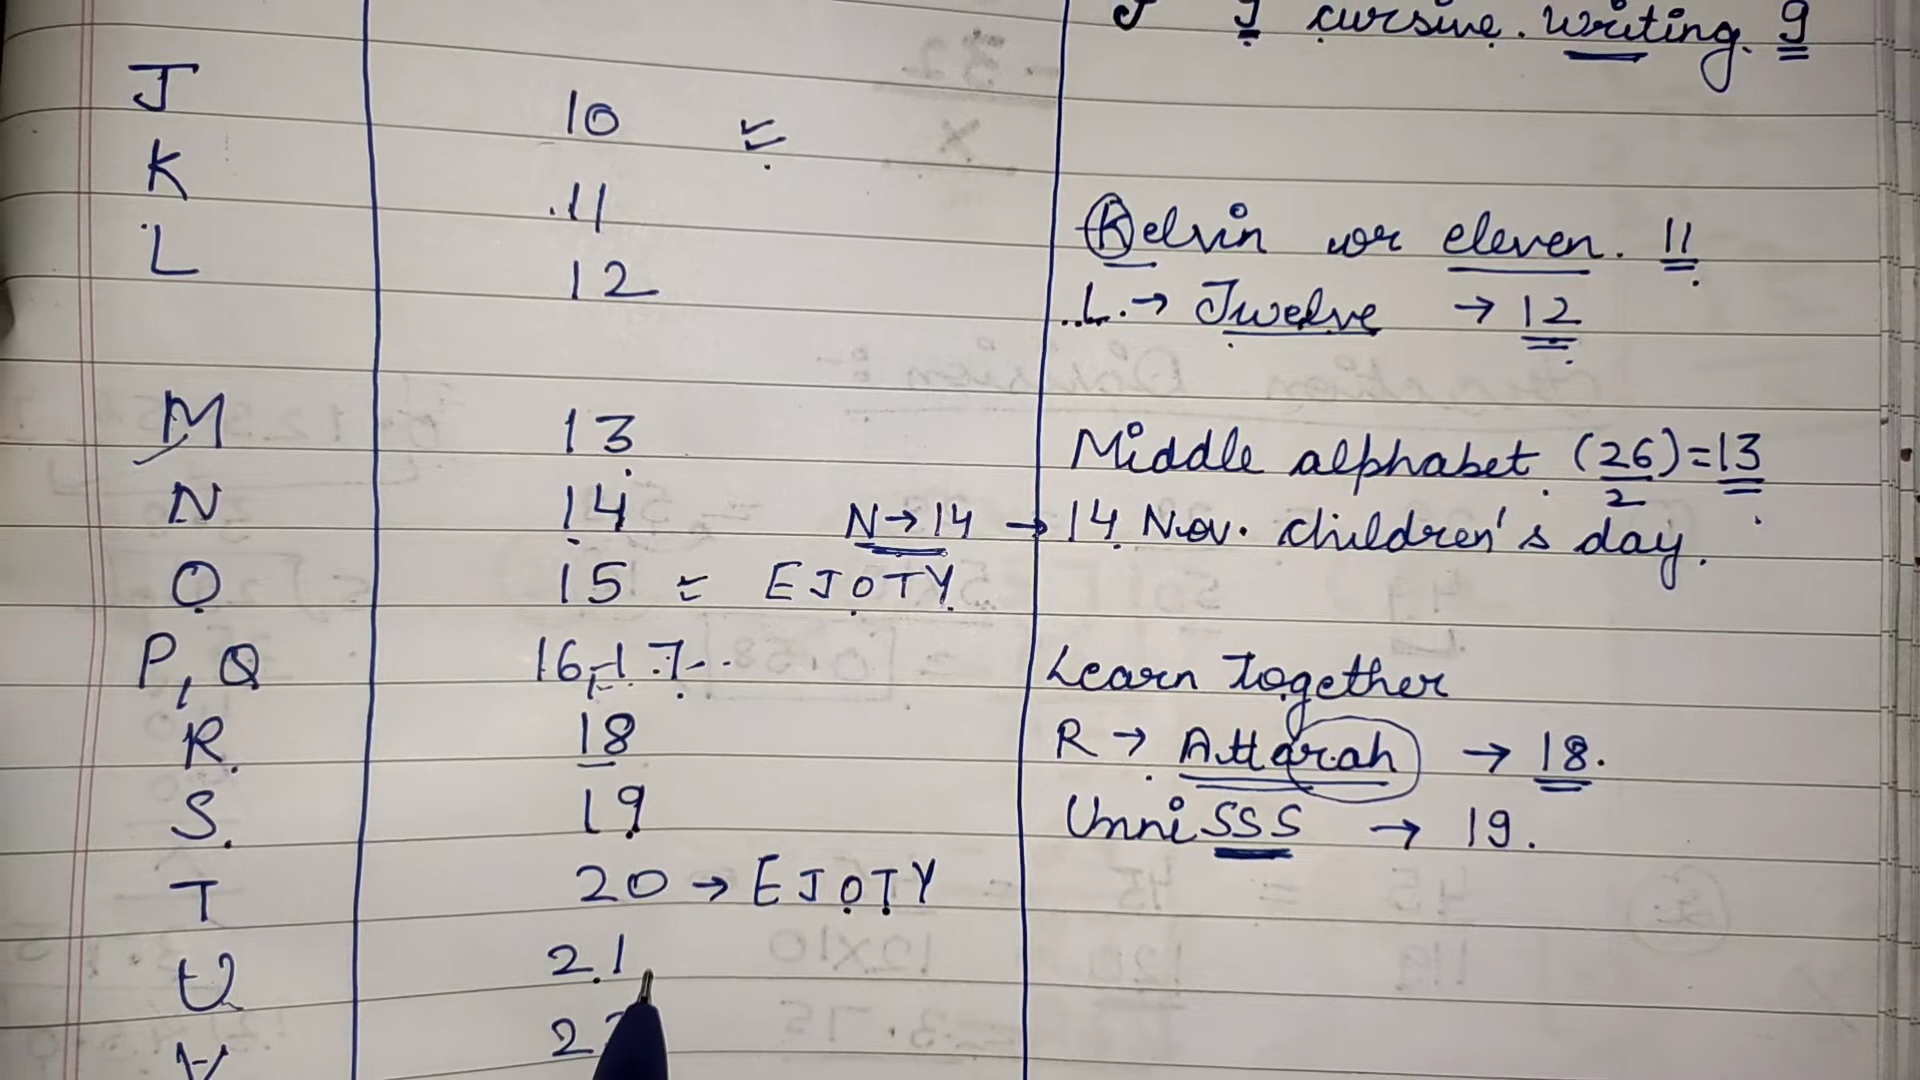 I cursive. writing. 9
J 10
K 11 Kelvin or eleven. 11
L 12 L. → Twelve → 12
M 13 Middle alphabet (26/2) = 13
N 14 N → 14 → 14 Nov. Children's day.
O 15 = EJOTY
P, Q 16, 17 -- Learn Together
R. 18 R → Attarah → 18.
S. 19 UnniSSS → 19.
T 20 → EJOTY
U 21
V